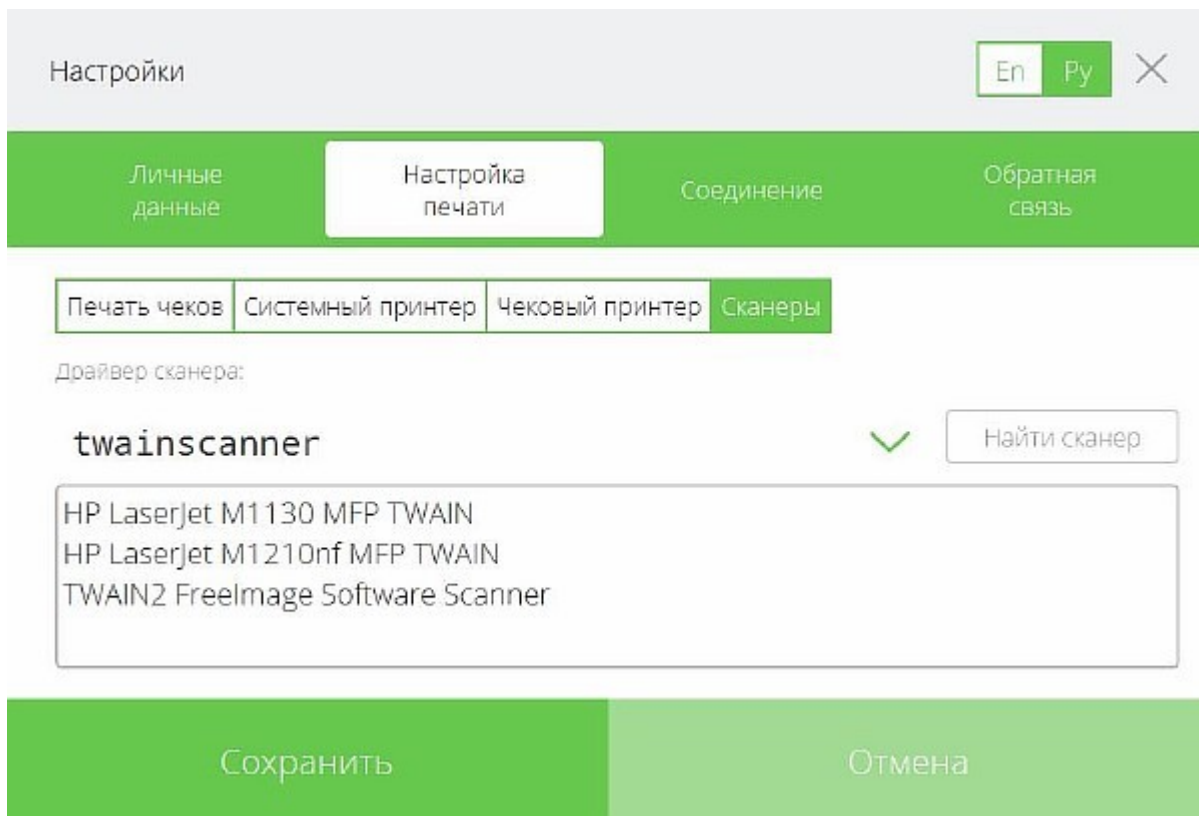 Настройки
En Ру
Личные
данные
Настройка
печати
Соединение
Обратная
связь
Печать чеков Системный принтер Чековый принтер Сканеры
Драйвер сканера:
twainscanner
Найти сканер
HP LaserJet M1130 MFP TWAIN
HP LaserJet M1210nf MFP TWAIN
TWAIN2 FreeImage Software Scanner
Сохранить
Отмена